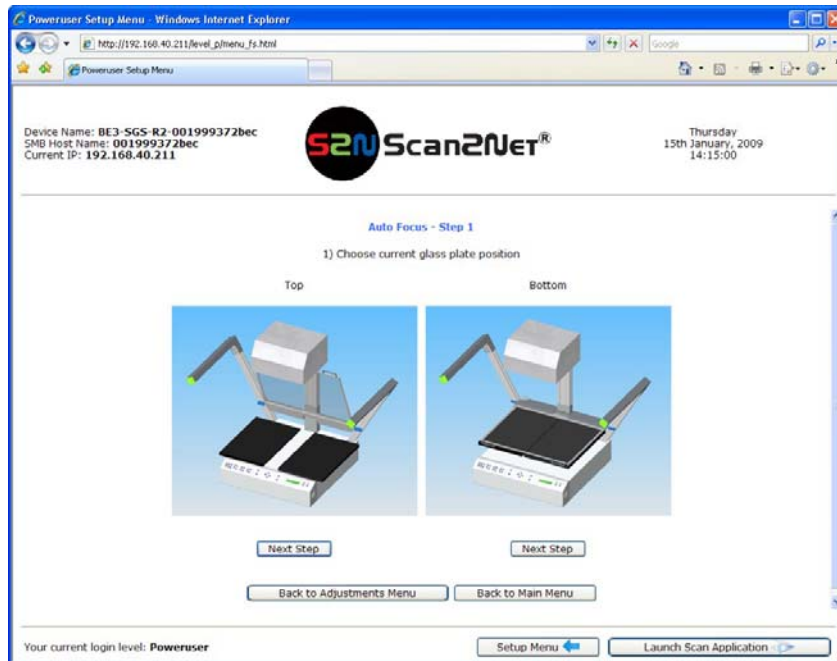 Poweruser Setup Menu - Windows Internet Explorer
http://192.168.40.211/level_p/menu_fs.html
Google
Poweruser Setup Menu
Device Name: BE3-SGS-R2-001999372bec
SMB Host Name: 001999372bec
Current IP: 192.168.40.211
S2N Scan2Net®
Thursday
15th January, 2009
14:15:00
Auto Focus - Step 1
1) Choose current glass plate position
Top
Bottom
Next Step
Next Step
Back to Adjustments Menu
Back to Main Menu
Your current login level: Poweruser
Setup Menu
Launch Scan Application